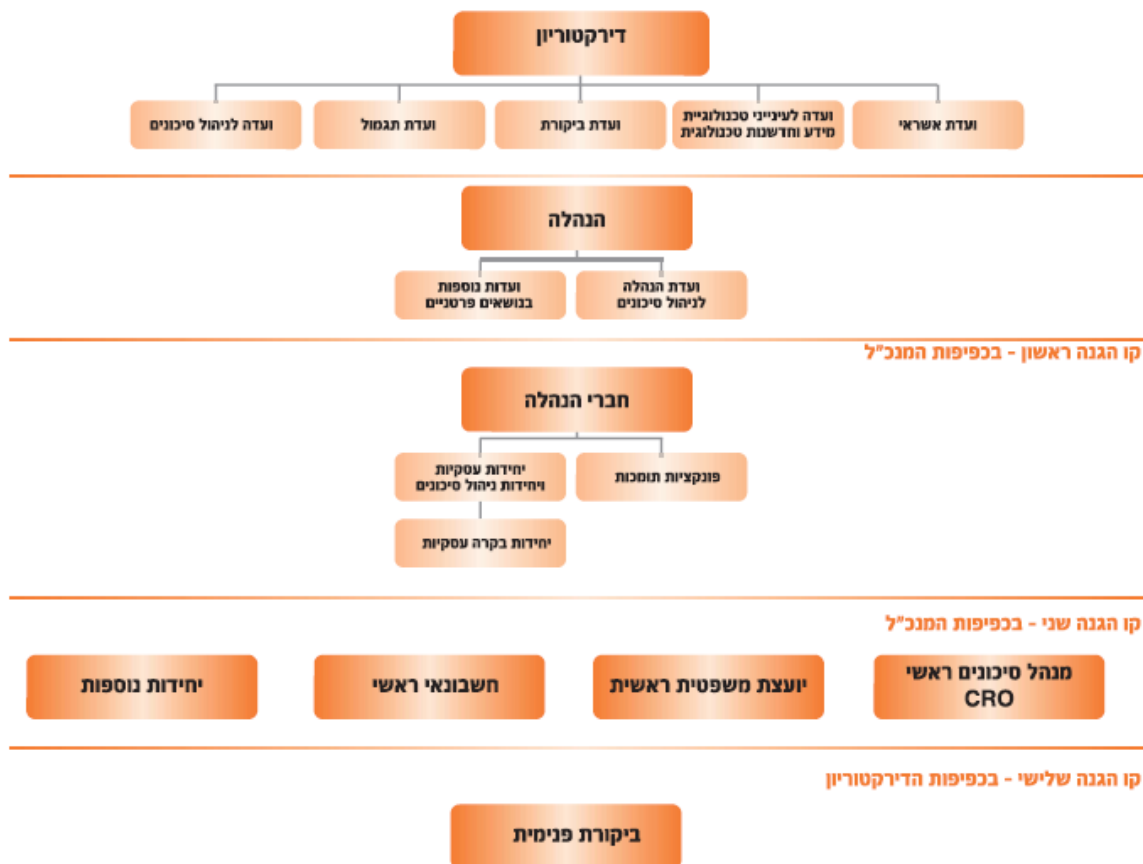 דירקטוריון
ועדת אשראי
ועדה לעינייני טכנולוגיית
מידע וחדשנות טכנולוגית
ועדת ביקורת
ועדת תגמול
ועדה לניהול סיכונים
הנהלה
ועדת הנהלה
לניהול סיכונים
ועדות נוספות
בנושאים פרטניים
קו הגנה ראשון - בכפיפות המנכ"ל
חברי הנהלה
פונקציות תומכות
יחידות עסקיות
ויחידות ניהול סיכונים
יחידות בקרה עסקיות
קו הגנה שני - בכפיפות המנכ"ל
מנהל סיכונים ראשי
CRO
יועצת משפטית ראשית
חשבונאי ראשי
יחידות נוספות
קו הגנה שלישי - בכפיפות הדירקטוריון
ביקורת פנימית